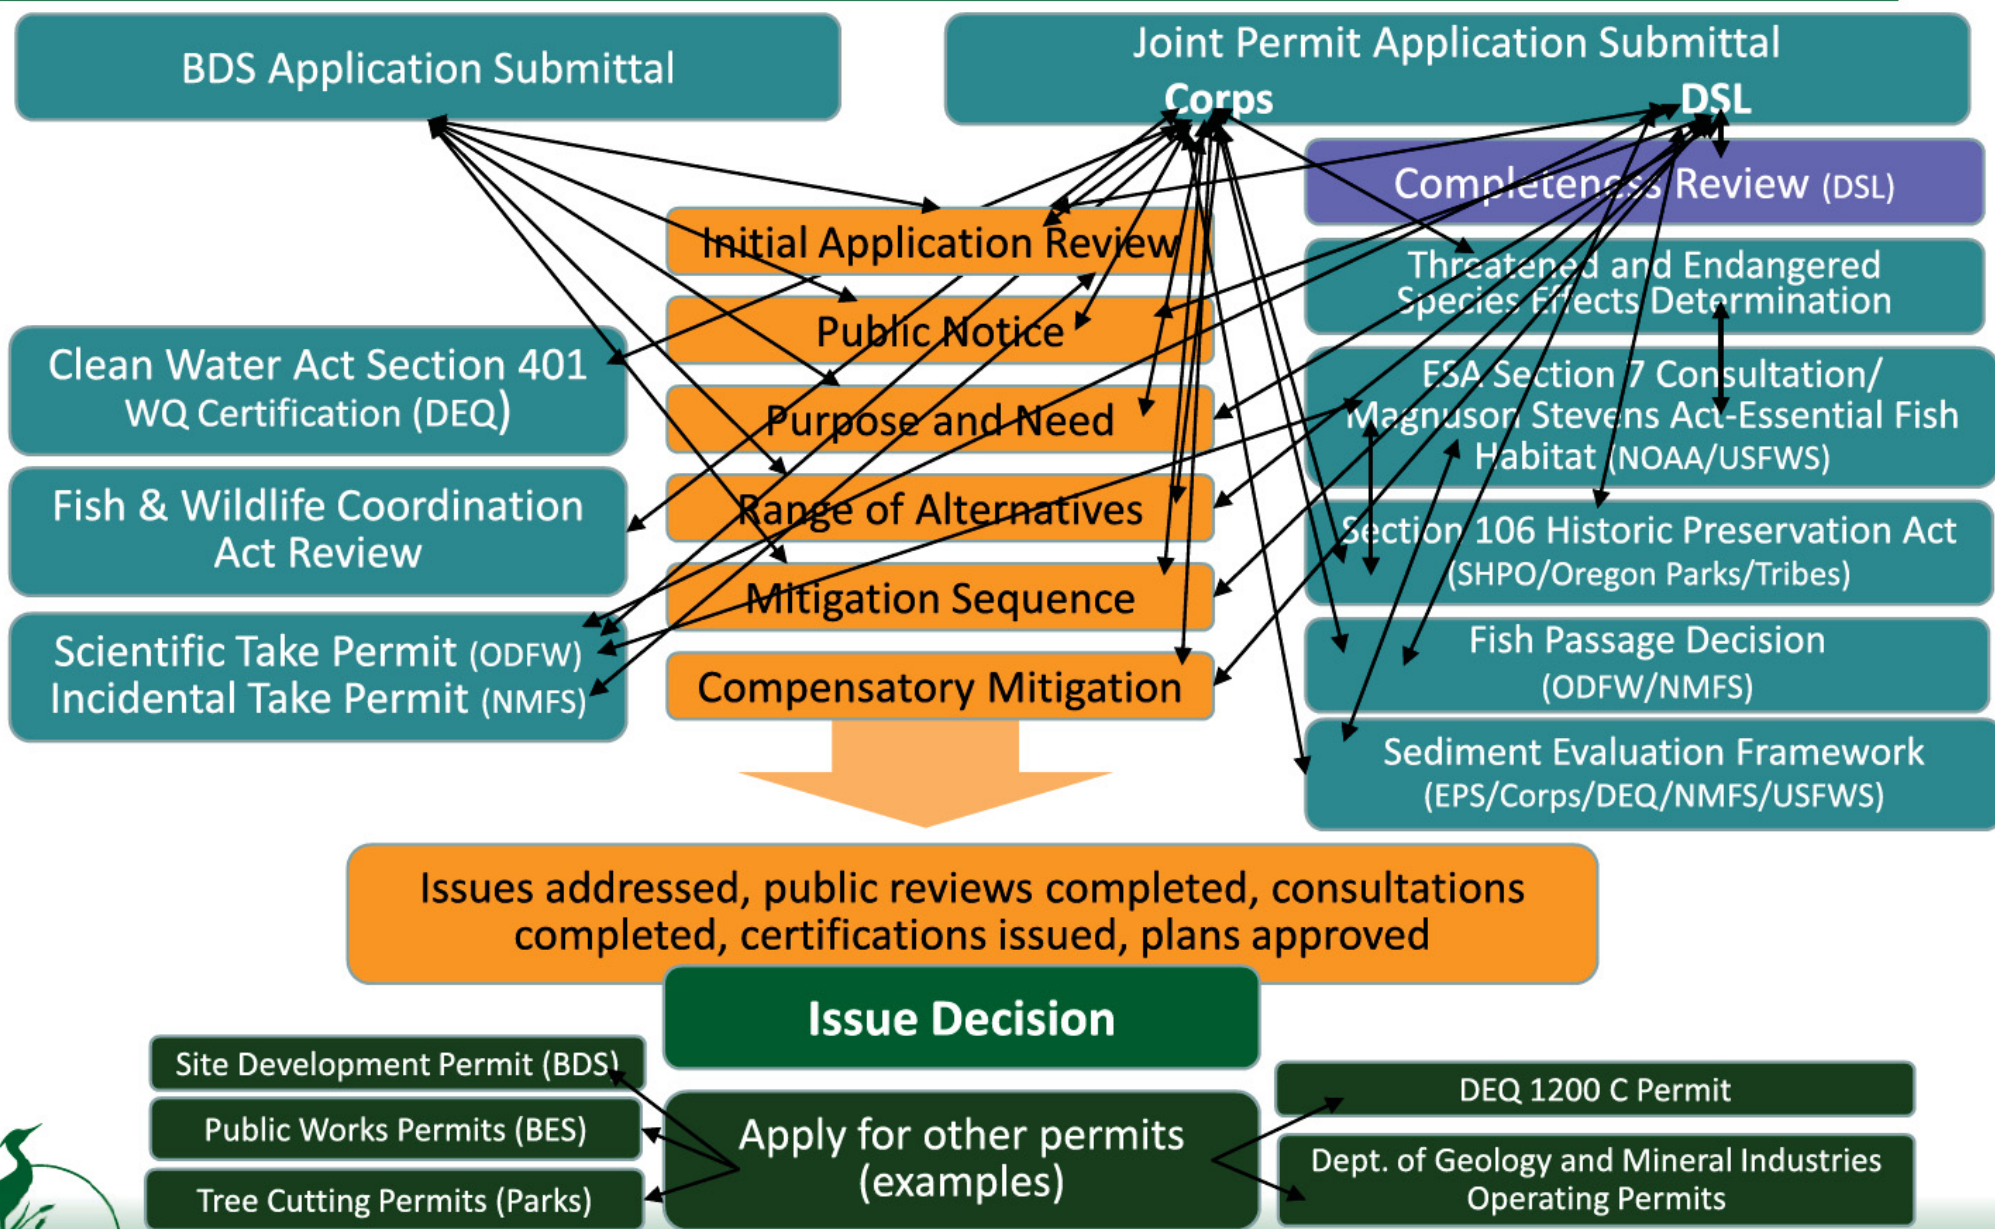 BDS Application Submittal
Joint Permit Application Submittal
Corps DSL
Completeness Review (DSL)
Initial Application Review
Threatened and Endangered
Species Effects Determination
Public Notice
Clean Water Act Section 401
WQ Certification (DEQ)
ESA Section 7 Consultation/
Magnuson Stevens Act-Essential Fish
Habitat (NOAA/USFWS)
Purpose and Need
Fish & Wildlife Coordination
Act Review
Range of Alternatives
Section 106 Historic Preservation Act
(SHPO/Oregon Parks/Tribes)
Mitigation Sequence
Scientific Take Permit (ODFW)
Incidental Take Permit (NMFS)
Fish Passage Decision
(ODFW/NMFS)
Compensatory Mitigation
Sediment Evaluation Framework
(EPS/Corps/DEQ/NMFS/USFWS)
Issues addressed, public reviews completed, consultations
completed, certifications issued, plans approved
Issue Decision
Site Development Permit (BDS)
Public Works Permits (BES)
Tree Cutting Permits (Parks)
Apply for other permits
(examples)
DEQ 1200 C Permit
Dept. of Geology and Mineral Industries
Operating Permits